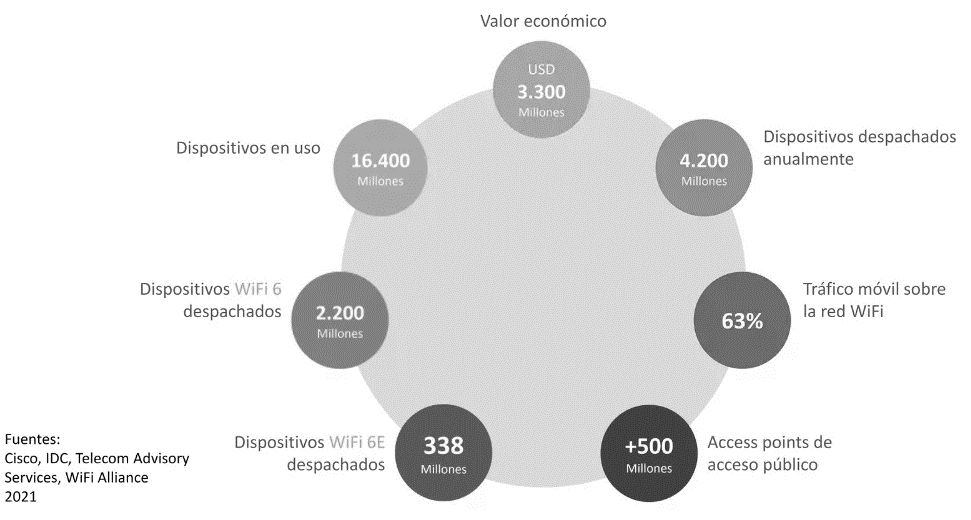 Valor económico
USD
3.300
Millones
Dispositivos despachados
anualmente
4.200
Millones
Tráfico móvil sobre
la red WiFi
63%
Access points de
acceso público
+500
Millones
Dispositivos WiFi 6E
despachados
338
Millones
Dispositivos WiFi 6
despachados
2.200
Millones
Dispositivos en uso
16.400
Millones
Fuentes:
Cisco, IDC, Telecom Advisory
Services, WiFi Alliance
2021